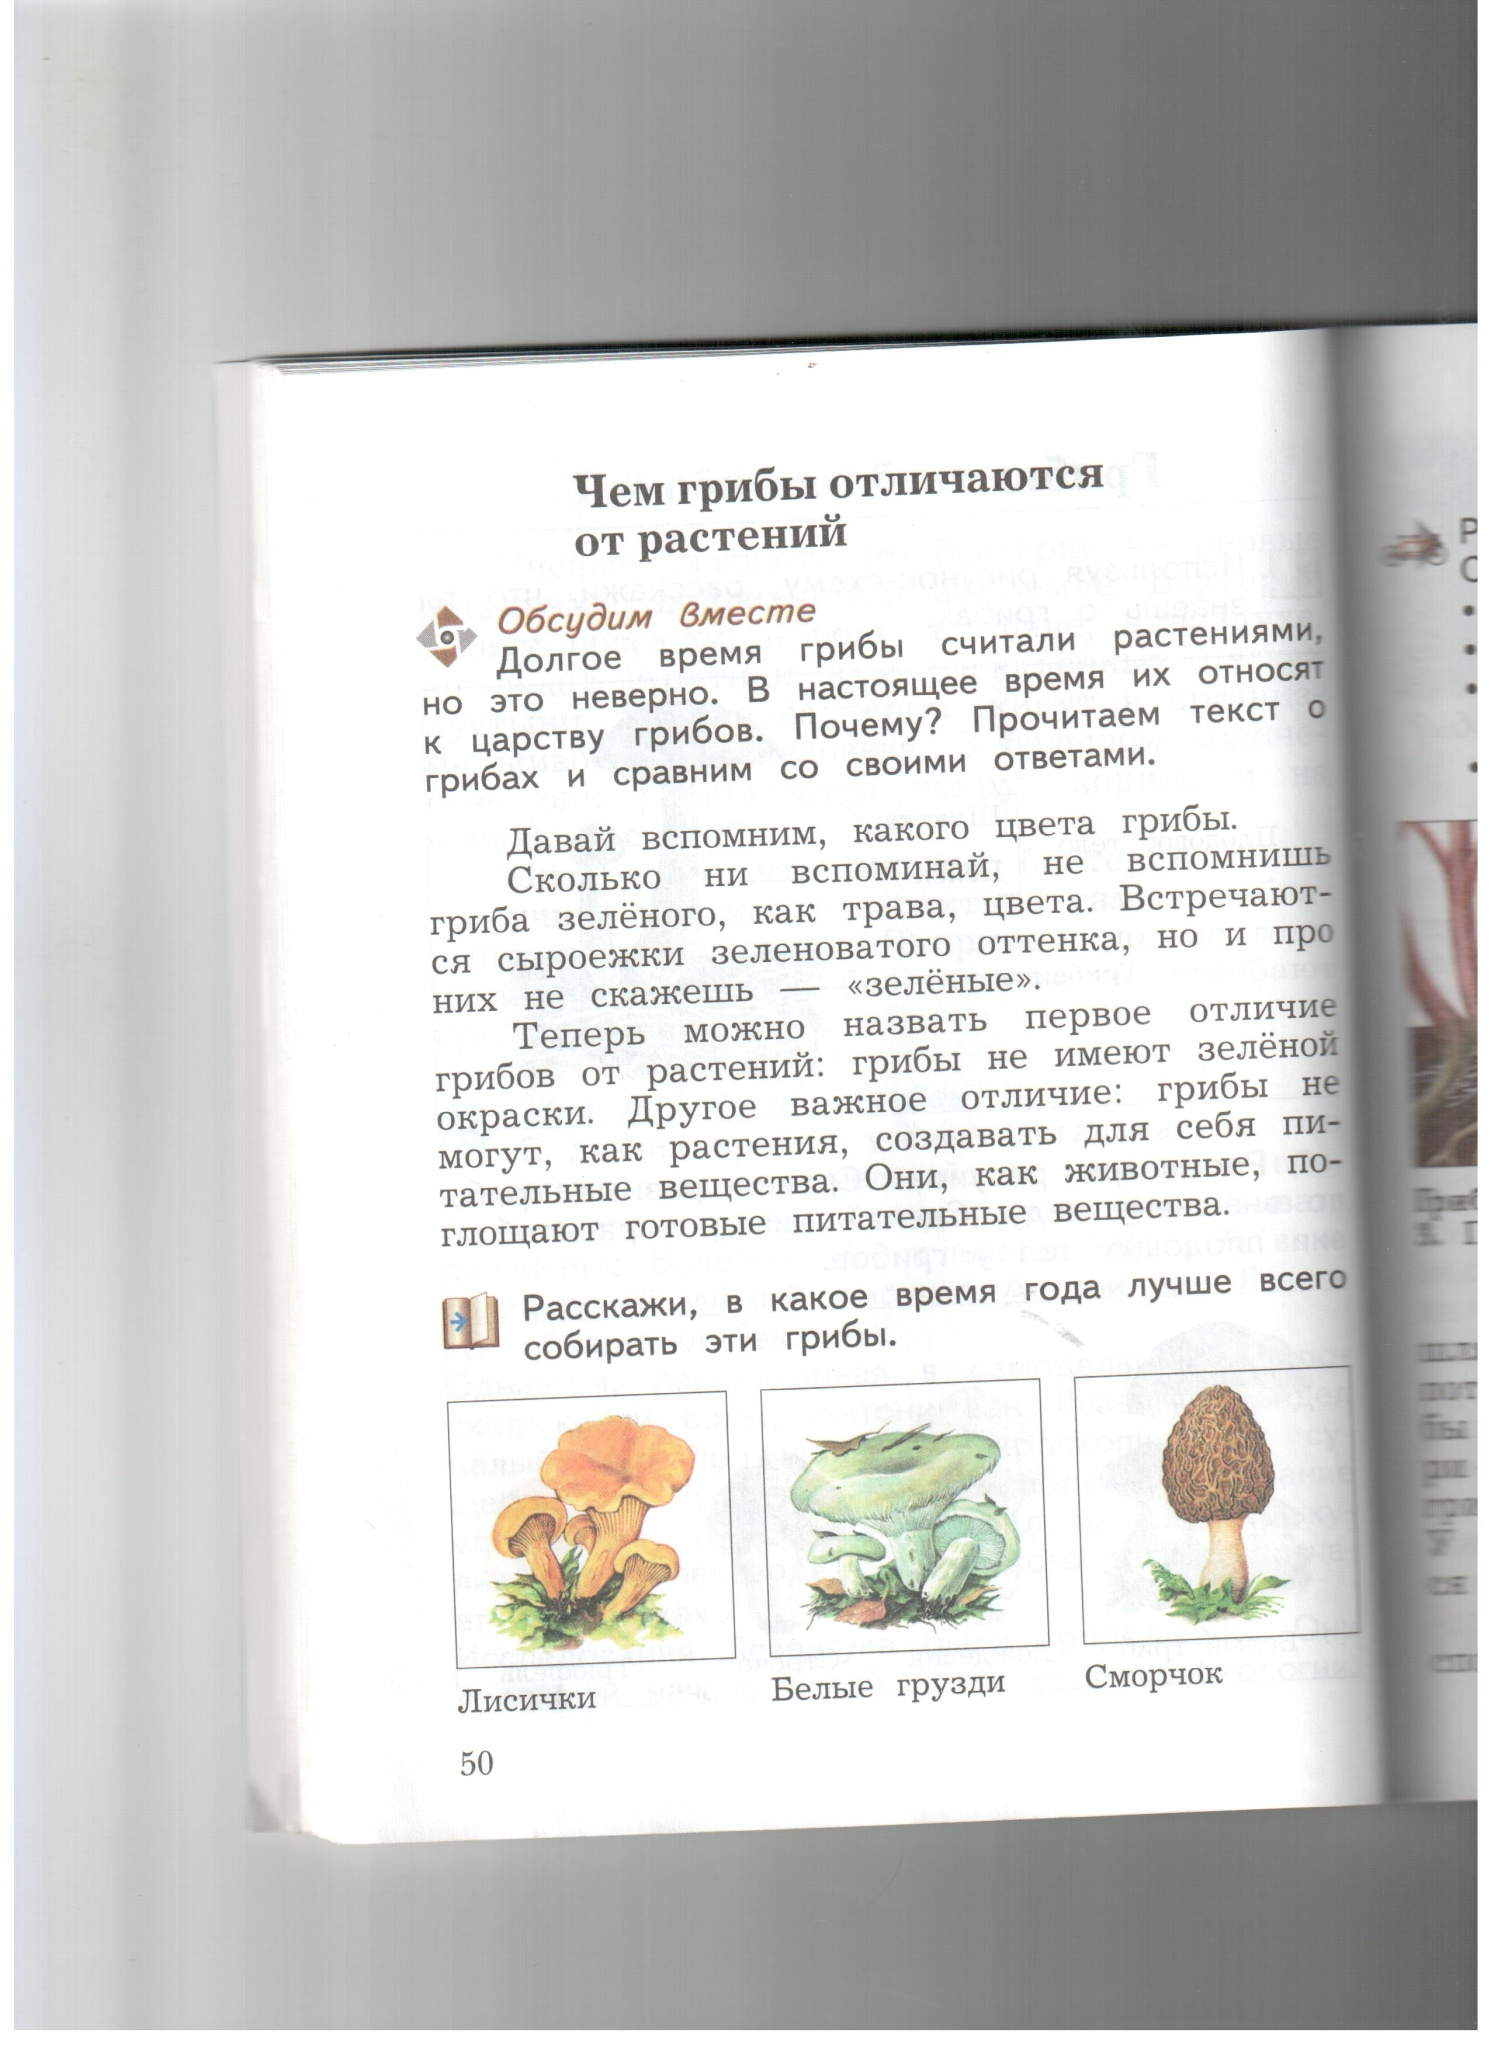 Чем грибы отличаются
от растений
Обсудим вместе
Долгое время грибы считали растениями,
но это неверно. В настоящее время их относят
к царству грибов. Почему? Прочитаем текст о
грибах и сравним со своими ответами.
Давай вспомним, какого цвета грибы.
Сколько ни вспоминай, не вспомнишь
гриба зелёного, как трава, цвета. Встречают-
ся сыроежки зеленоватого оттенка, но и про
них не скажешь — «зелёные».
Теперь можно назвать первое отличие
грибов от растений: грибы не имеют зелёной
окраски. Другое важное отличие: грибы не
могут, как растения, создавать для себя пи-
тательные вещества. Они, как животные, по-
глощают готовые питательные вещества.
Расскажи, в какое время года лучше всего
собирать эти грибы.
Лисички
Белые грузди
Сморчок
50